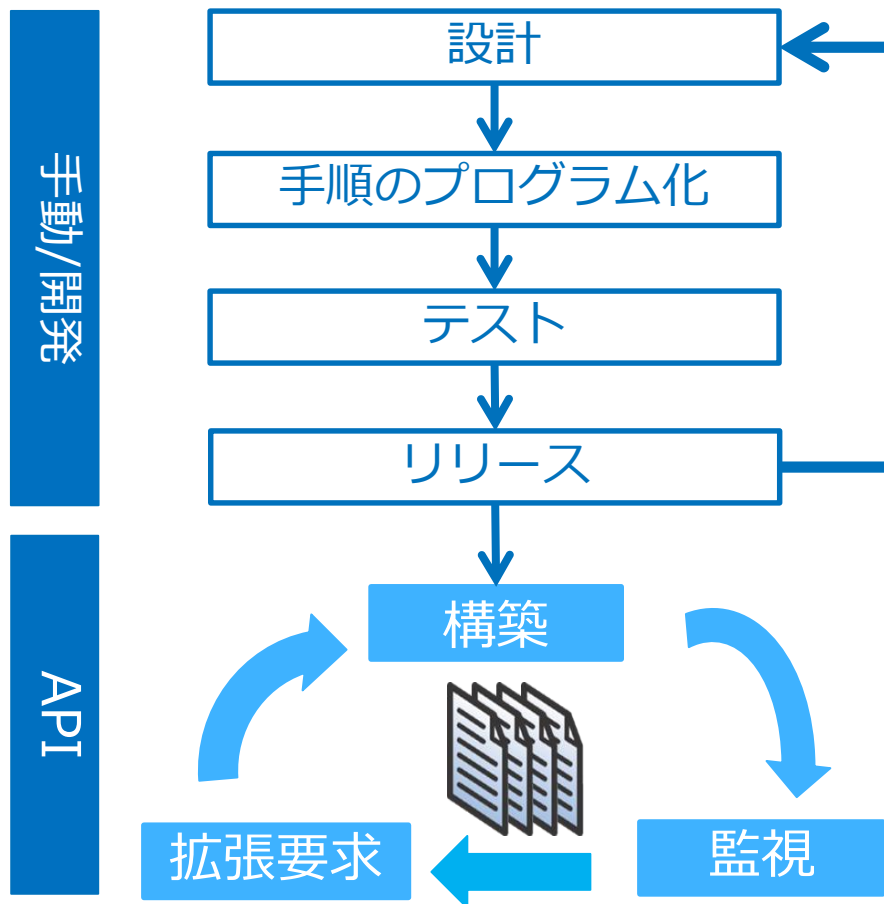 手動/開発
設計
手順のプログラム化
テスト
リリース
API
構築
監視
拡張要求